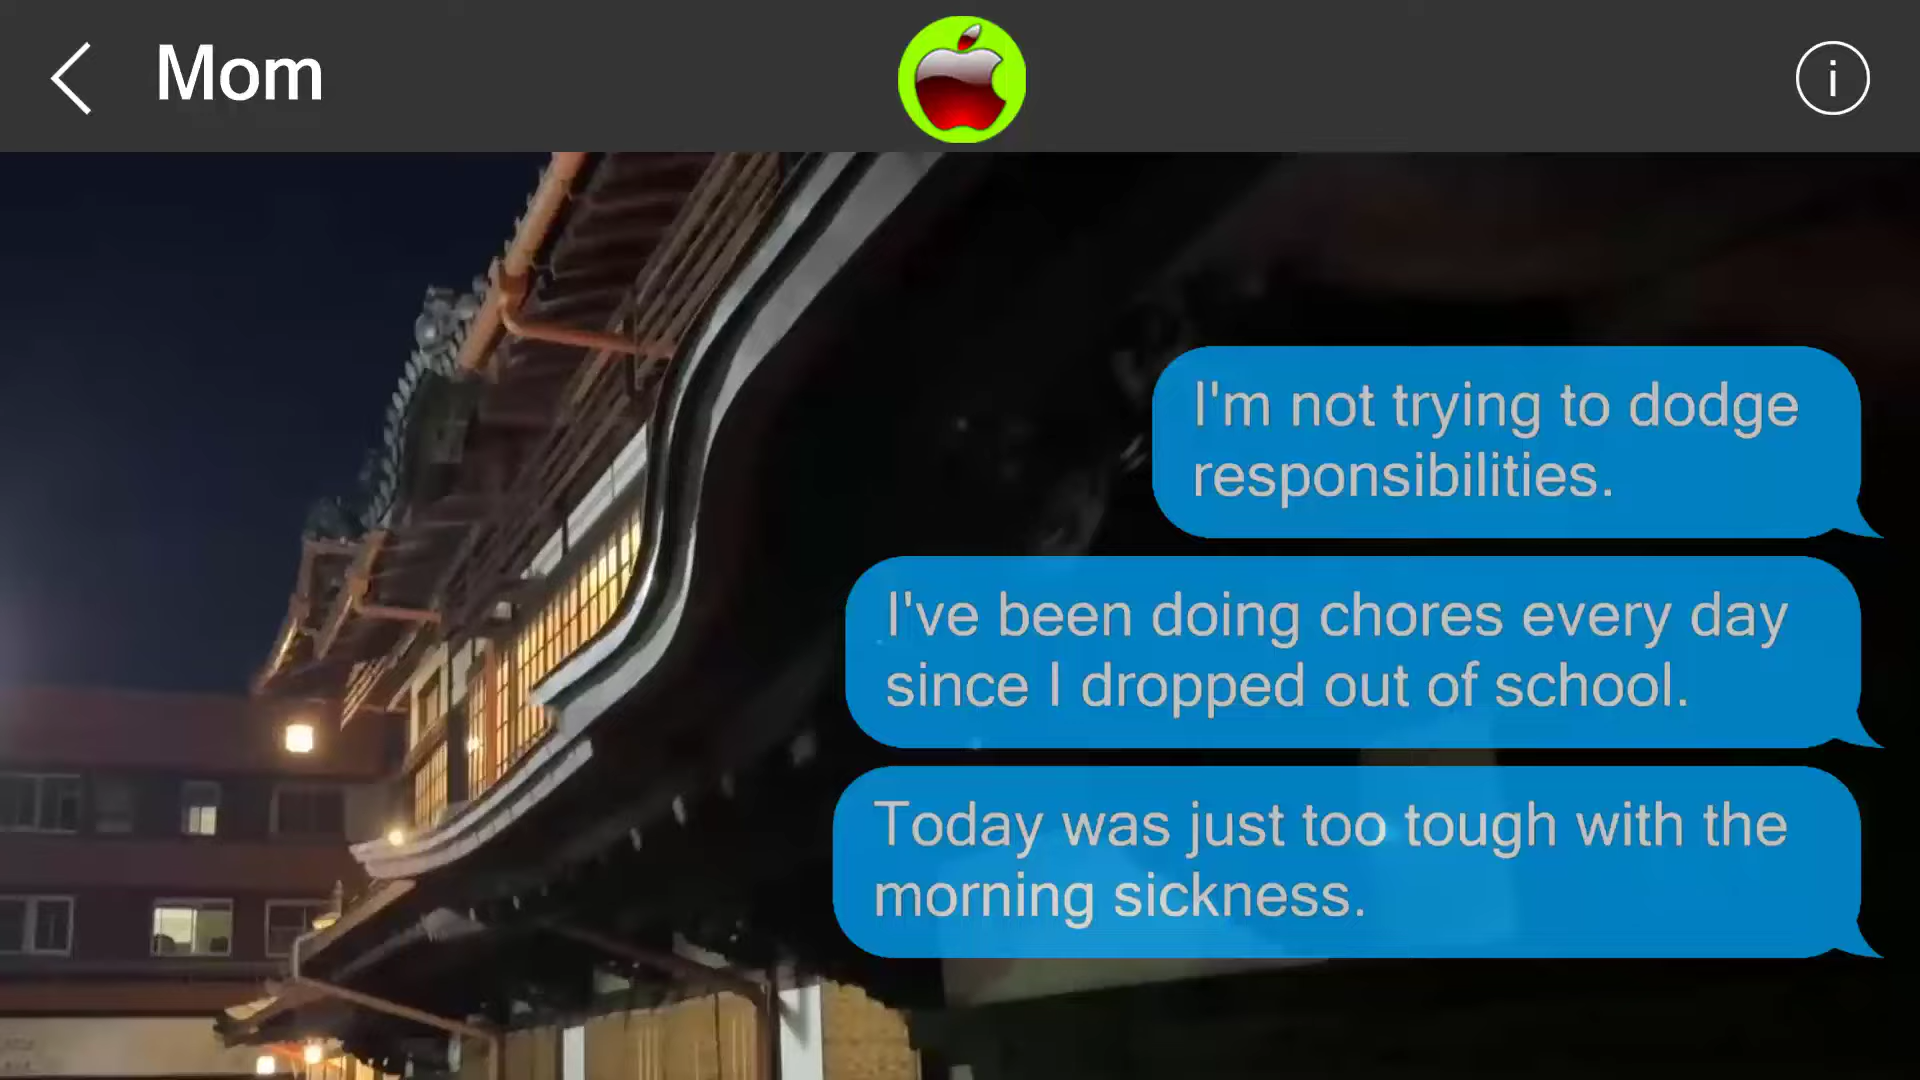 Mom
I'm not trying to dodge
responsibilities.
I've been doing chores every day
since I dropped out of school.
Today was just too tough with the
morning sickness.